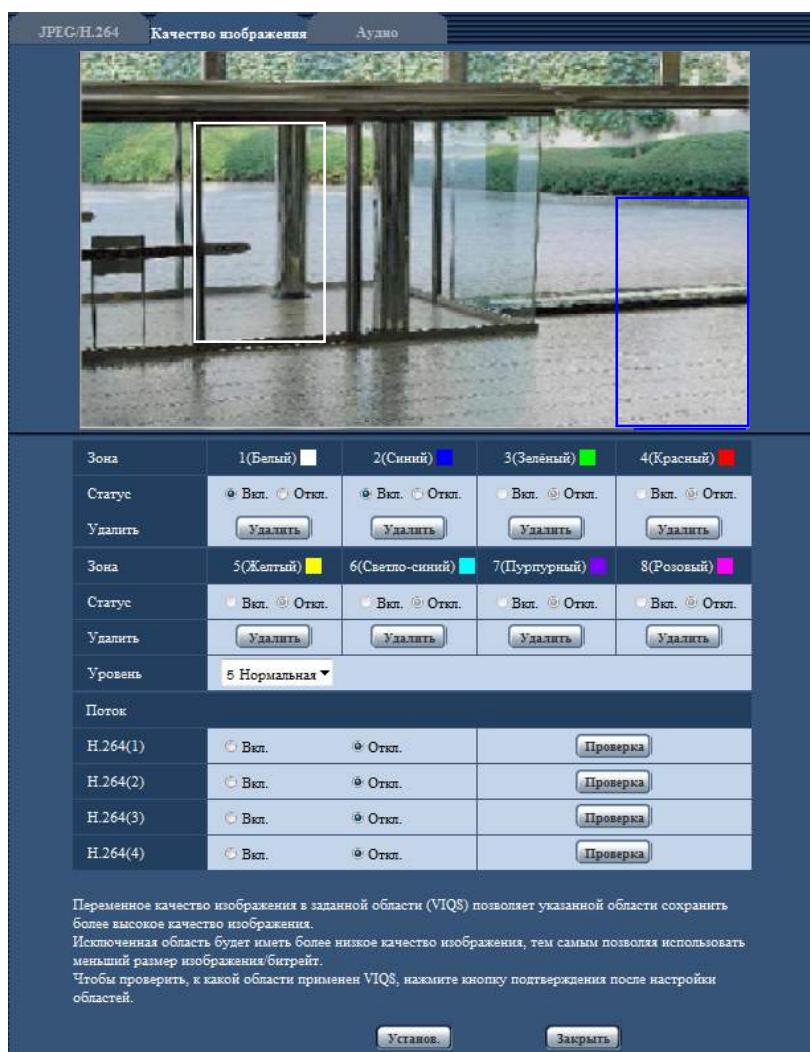 JPEG/H.264 Качество изображения Аудио
Зона 1(Белый) 2(Синий) 3(Зелёный) 4(Красный)
Статус Вкл. Откл. Вкл. Откл. Вкл. Откл. Вкл. Откл.
Удалить Удалить Удалить Удалить Удалить
Зона 5(Желтый) 6(Светло-синий) 7(Пурпурный) 8(Розовый)
Статус Вкл. Откл. Вкл. Откл. Вкл. Откл. Вкл. Откл.
Удалить Удалить Удалить Удалить Удалить
Уровень 5 Нормальная
Поток
H.264(1) Вкл. Откл. Проверка
H.264(2) Вкл. Откл. Проверка
H.264(3) Вкл. Откл. Проверка
H.264(4) Вкл. Откл. Проверка
Переменное качество изображения в заданной области (VIQS) позволяет указанной области сохранить
более высокое качество изображения.
Исключенная область будет иметь более низкое качество изображения, тем самым позволяя использовать
меньший размер изображения/битрейт.
Чтобы проверить, к какой области применен VIQS, нажмите кнопку подтверждения после настройки
областей.
Установ. Закрыть